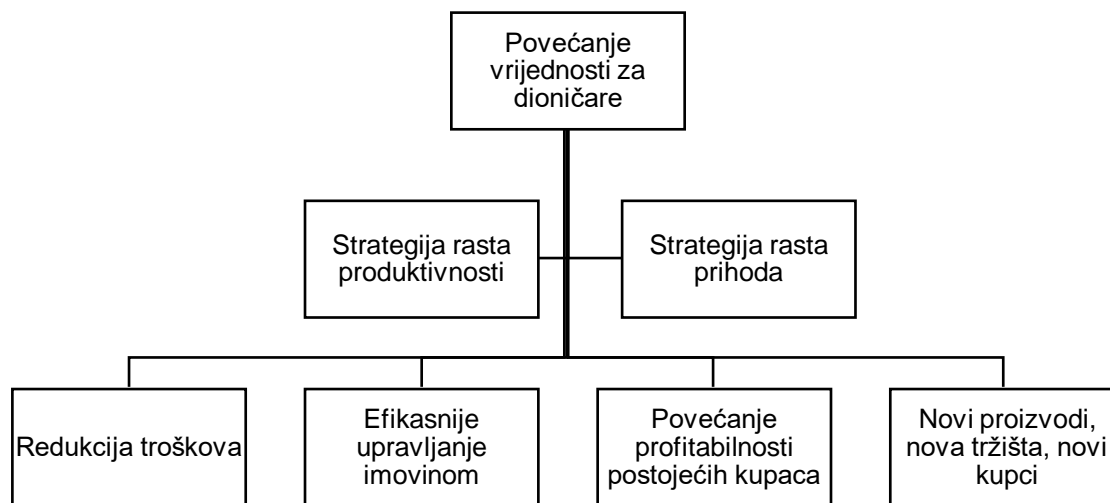 Povećanje
vrijednosti za
dioničare
Strategija rasta
produktivnosti
Strategija rasta
prihoda
Redukcija troškova
Efikasnije
upravljanje
imovinom
Povećanje
profitabilnosti
postojećih kupaca
Novi proizvodi,
nova tržišta, novi
kupci